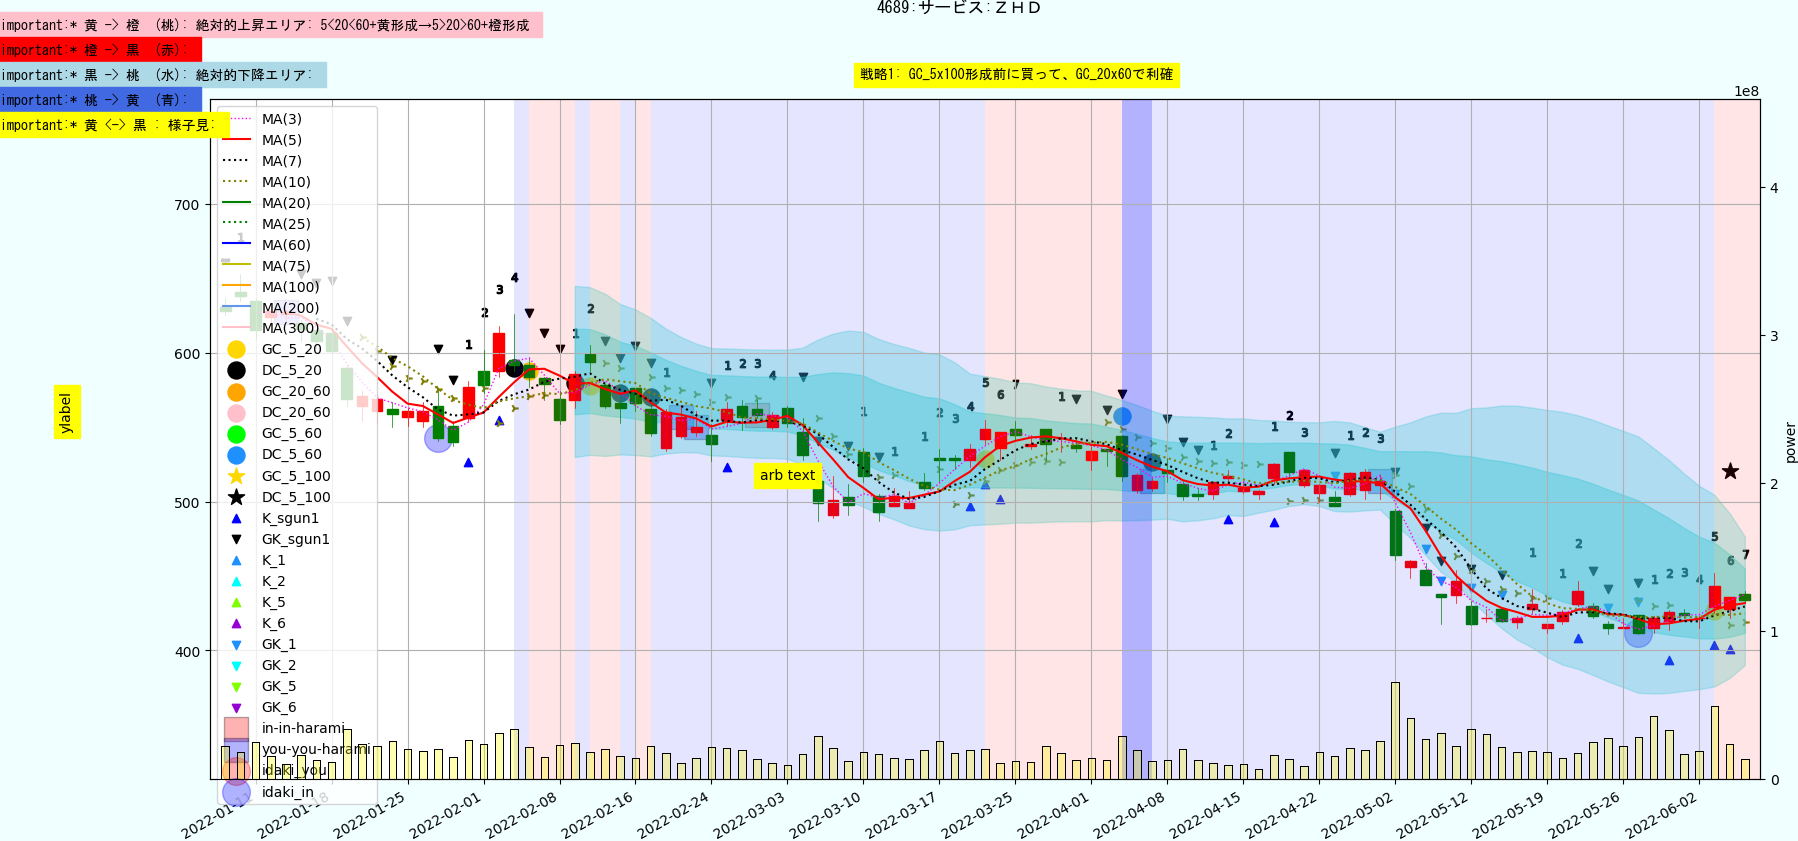 4689:サービス:ＺＨＤ
important:* 黄 -> 橙 (桃): 絶対的上昇エリア: 5<20<60+黄形成→5>20>60+橙形成
important:* 橙 -> 黒 (赤):
important:* 黒 -> 桃 (水): 絶対的下降エリア:
important:* 桃 -> 黄 (青):
important:* 黄 <-> 黒 : 様子見:
戦略1: GC_5x100形成前に買って、GC_20x60で利確
1e8
MA(3)
MA(5)
MA(7)
MA(10)
MA(20)
MA(25)
MA(60)
MA(75)
MA(100)
MA(200)
MA(300)
GC_5_20
DC_5_20
GC_20_60
DC_20_60
GC_5_60
DC_5_60
GC_5_100
DC_5_100
K_sgun1
GK_sgun1
K_1
K_2
K_5
K_6
GK_1
GK_2
GK_5
GK_6
in-in-harami
you-you-harami
idaki_you
idaki_in
700
600
500
400
ylabel
arb text
4
3
2
1
0
power
2022-01-11
2022-01-18
2022-01-25
2022-02-01
2022-02-08
2022-02-16
2022-02-24
2022-03-03
2022-03-10
2022-03-17
2022-03-25
2022-04-01
2022-04-08
2022-04-15
2022-04-22
2022-05-02
2022-05-12
2022-05-19
2022-05-26
2022-06-02